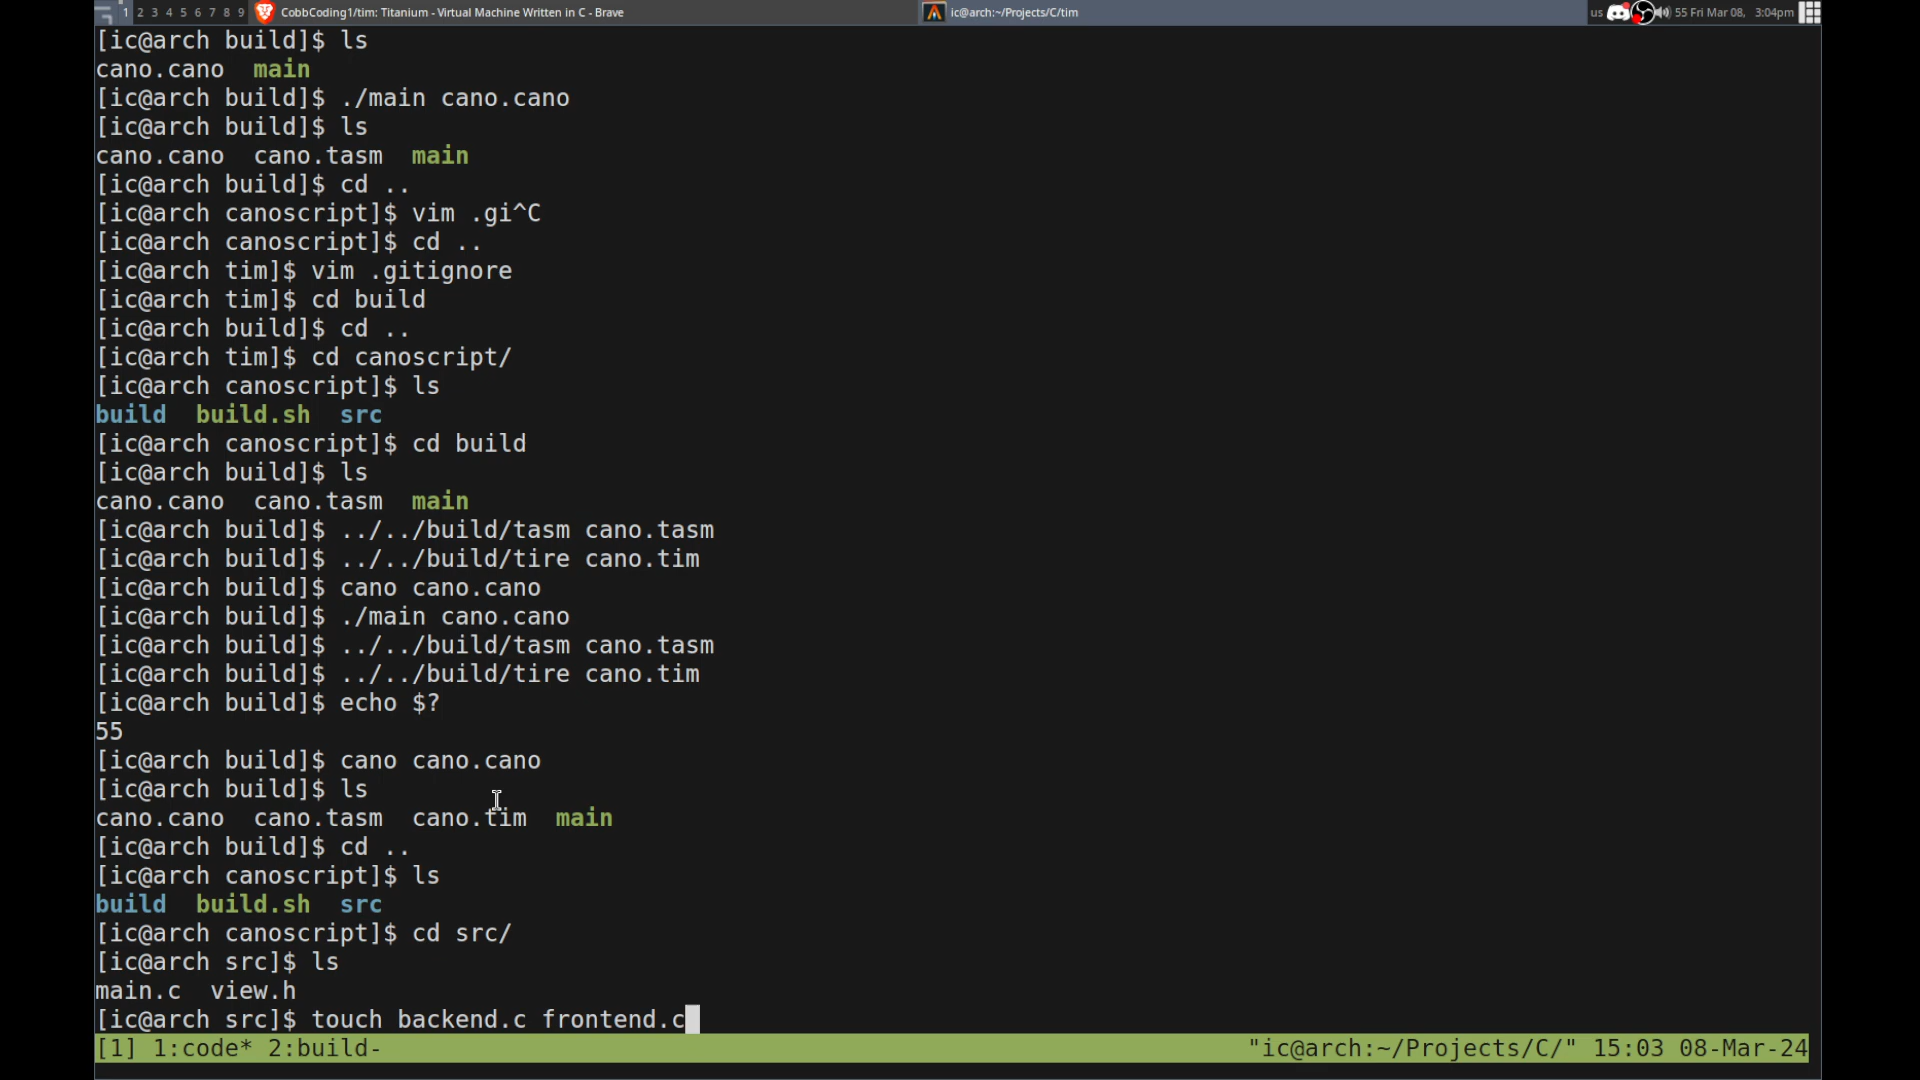 1 2 3 4 5 6 7 8 9 CobbCoding1/tim: Titanium - Virtual Machine Written in C - Brave ic@arch:~/Projects/C/tim us 55 Fri Mar 08, 3:04pm
[ic@arch build]$ ls
cano.cano main
[ic@arch build]$ ./main cano.cano
[ic@arch build]$ ls
cano.cano cano.tasm main
[ic@arch build]$ cd ..
[ic@arch canoscript]$ vim .gi^C
[ic@arch canoscript]$ cd ..
[ic@arch tim]$ vim .gitignore
[ic@arch tim]$ cd build
[ic@arch build]$ cd ..
[ic@arch tim]$ cd canoscript/
[ic@arch canoscript]$ ls
build build.sh src
[ic@arch canoscript]$ cd build
[ic@arch build]$ ls
cano.cano cano.tasm main
[ic@arch build]$ ../../build/tasm cano.tasm
[ic@arch build]$ ../../build/tire cano.tim
[ic@arch build]$ cano cano.cano
[ic@arch build]$ ./main cano.cano
[ic@arch build]$ ../../build/tasm cano.tasm
[ic@arch build]$ ../../build/tire cano.tim
[ic@arch build]$ echo $?
55
[ic@arch build]$ cano cano.cano
[ic@arch build]$ ls
cano.cano cano.tasm cano.tim main
[ic@arch build]$ cd ..
[ic@arch canoscript]$ ls
build build.sh src
[ic@arch canoscript]$ cd src/
[ic@arch src]$ ls
main.c view.h
[ic@arch src]$ touch backend.c frontend.c
[1] 1:code* 2:build- "ic@arch:~/Projects/C/" 15:03 08-Mar-24